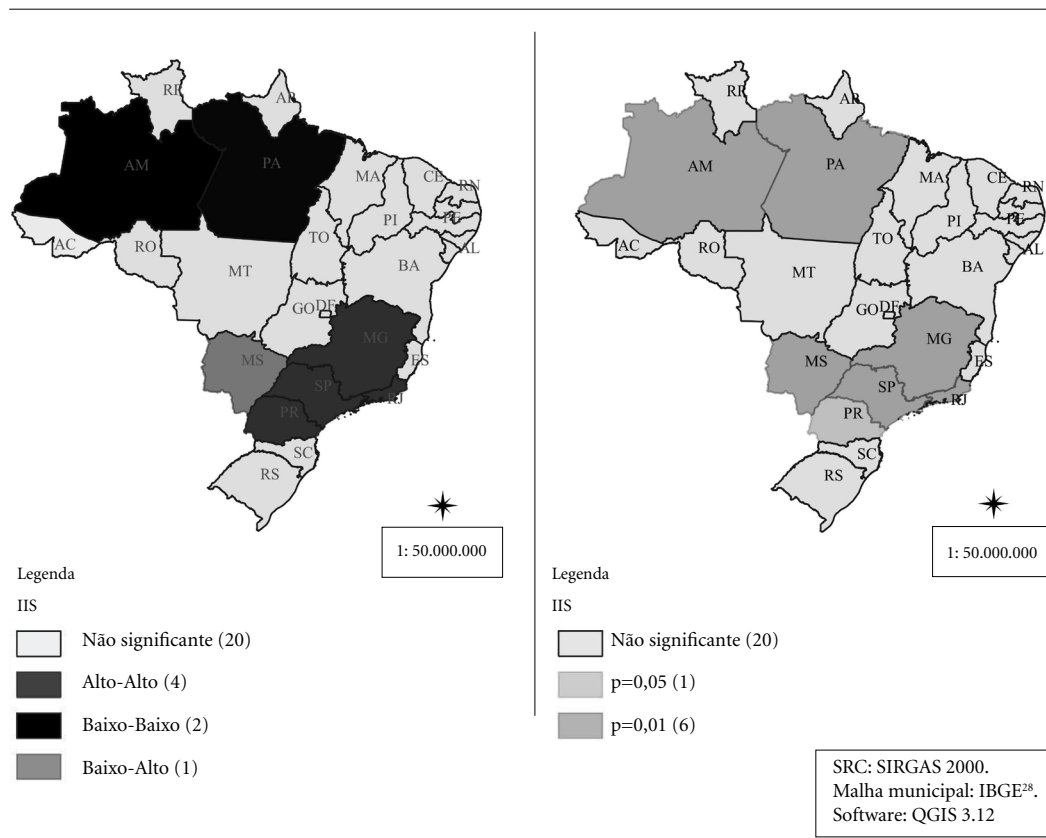 RR
AP
AM
PA
MA
CE
RN
PI
PE
AL
AC
RO
TO
MT
BA
GO
DF
MG
MS
ES
SP
RJ
PR
SC
RS
1: 50.000.000
Legenda
IIS
Não significante (20)
Alto-Alto (4)
Baixo-Baixo (2)
Baixo-Alto (1)
RR
AP
AM
PA
MA
CE
RN
PI
PE
AL
AC
RO
TO
MT
BA
GO
DF
MG
MS
ES
SP
RJ
PR
SC
RS
1: 50.000.000
Legenda
IIS
Não significante (20)
p=0,05 (1)
p=0,01 (6)
SRC: SIRGAS 2000.
Malha municipal: IBGE²⁸.
Software: QGIS 3.12